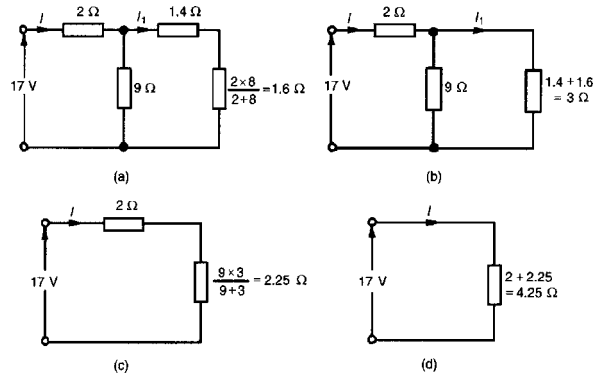 I 2 Ω I1 1.4 Ω
17 V 9 Ω 2×8/2+8 =1.6 Ω
(a)
I 2 Ω I1
17 V 9 Ω 1.4+1.6
= 3 Ω
(b)
I 2 Ω
17 V 9×3/9+3 = 2.25 Ω
(c)
I
17 V 2+2.25
=4.25 Ω
(d)